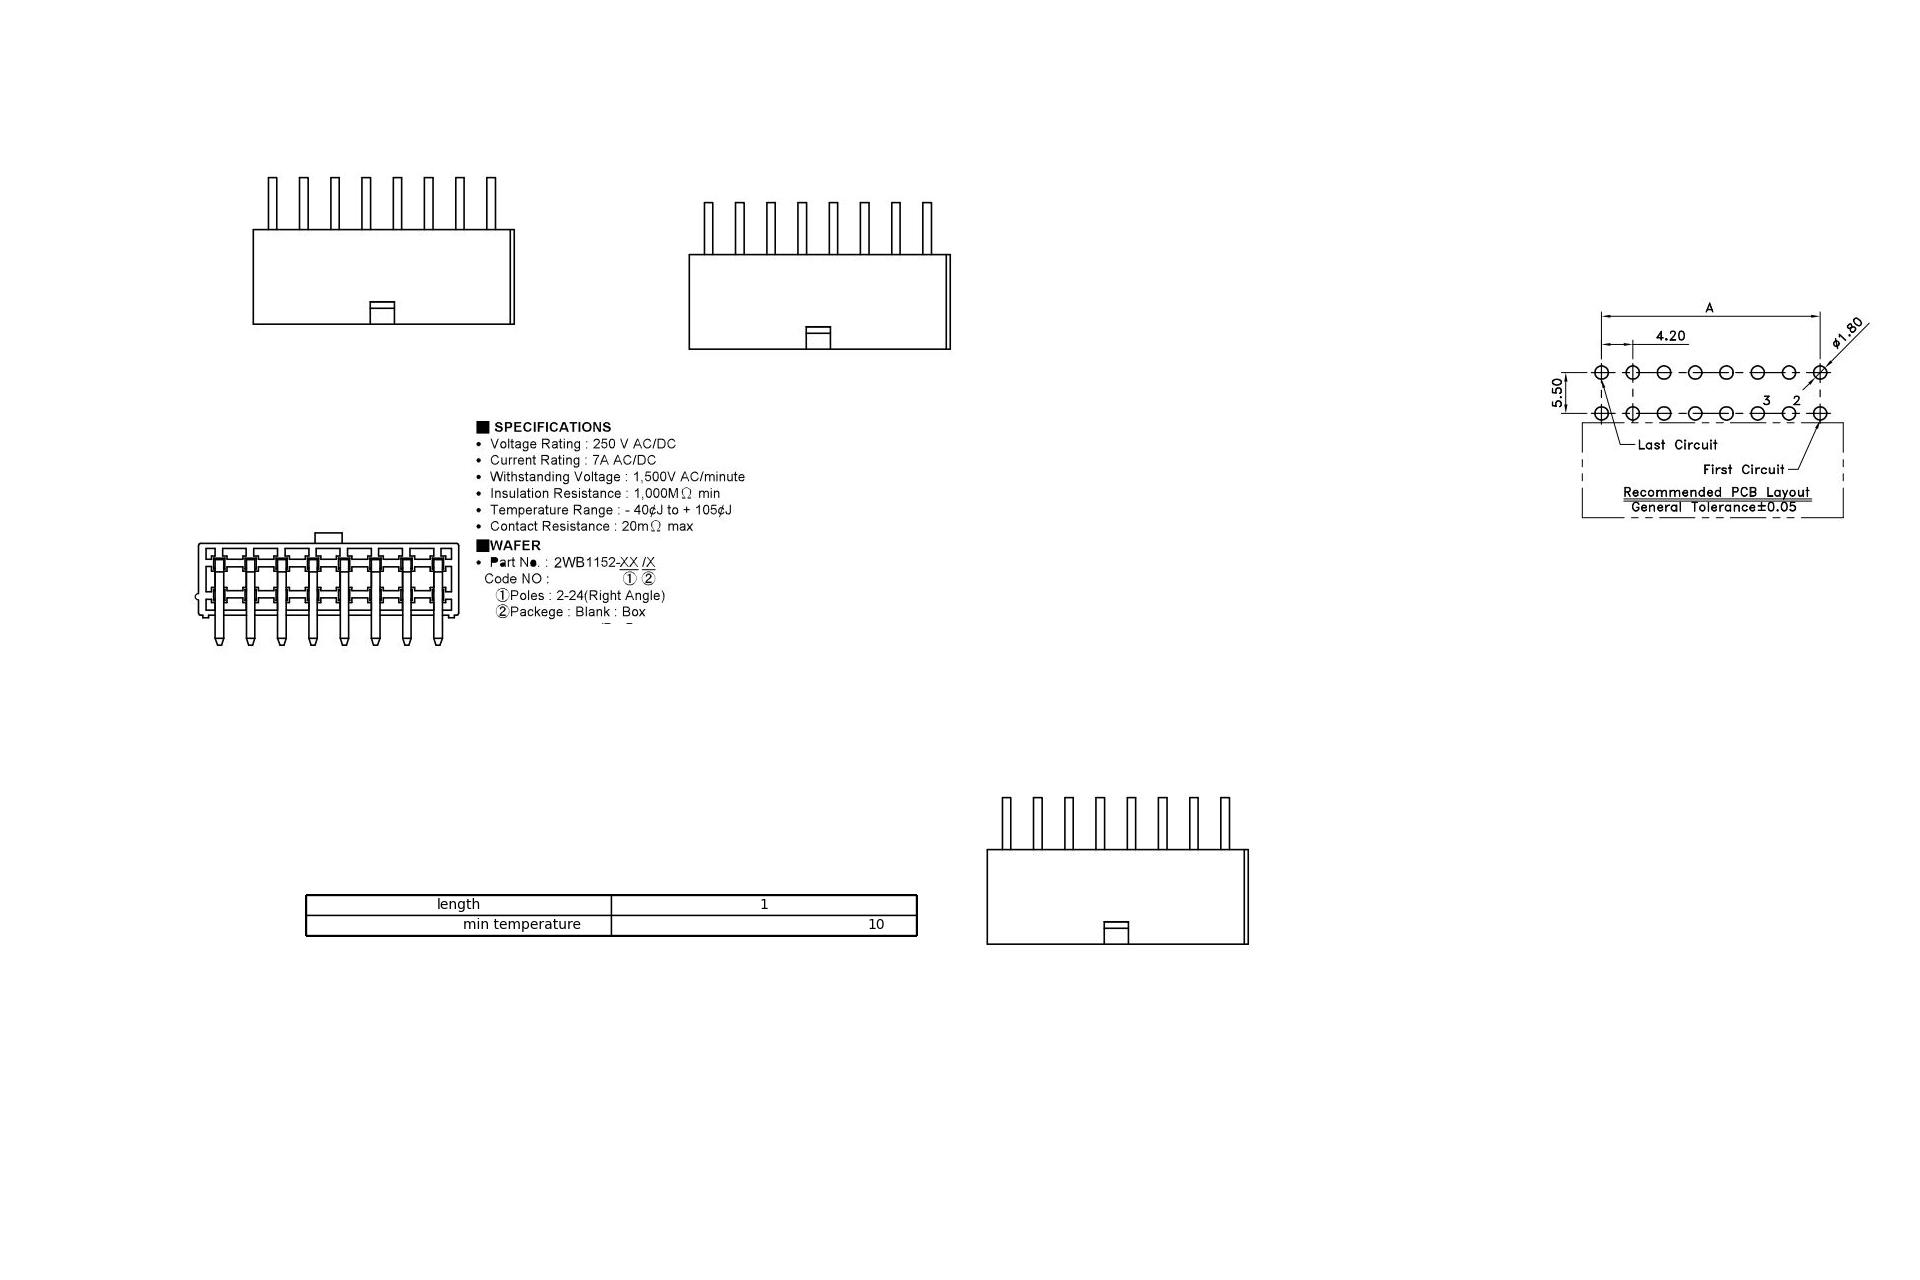 A
4.20
ø1.80
5.50
3 2
Last Circuit
First Circuit
Recommended PCB Layout
General Tolerance±0.05
■ SPECIFICATIONS
• Voltage Rating : 250 V AC/DC
• Current Rating : 7A AC/DC
• Withstanding Voltage : 1,500V AC/minute
• Insulation Resistance : 1,000MΩ min
• Temperature Range : - 40¢J to + 105¢J
• Contact Resistance : 20mΩ max
■WAFER
• Part No. : 2WB1152-XX /X
Code NO : ① ②
①Poles : 2-24(Right Angle)
②Packege : Blank : Box
length 1
min temperature 10